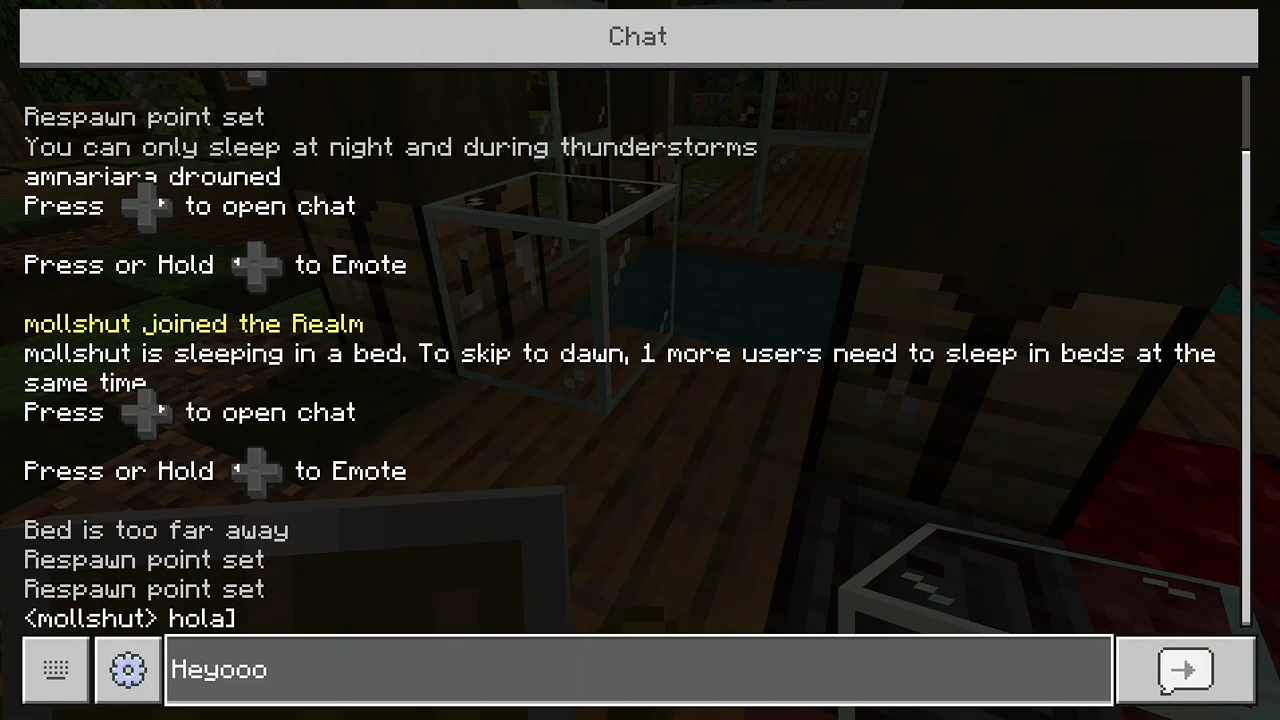 Chat
Respawn point set
You can only sleep at night and during thunderstorms
amnariara drowned
Press to open chat
Press or Hold to Emote
mollshut joined the Realm
mollshut is sleeping in a bed. To skip to dawn, 1 more users need to sleep in beds at the
same time
Press to open chat
Press or Hold to Emote
Bed is too far away
Respawn point set
Respawn point set
<mollshut> hola]
Heyooo